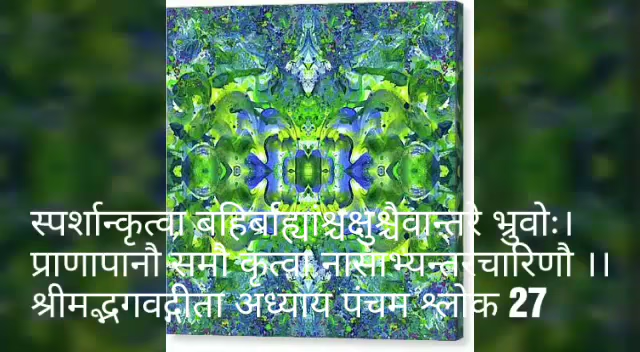 स्पर्शान्कृत्वा बहिर्बाह्यांश्चक्षुश्चैवान्तरे भ्रुवोः।
प्राणापानौ समौ कृत्वा नासाभ्यन्तरचारिणौ ।।
श्रीमद्भगवद्गीता अध्याय पंचम श्लोक 27